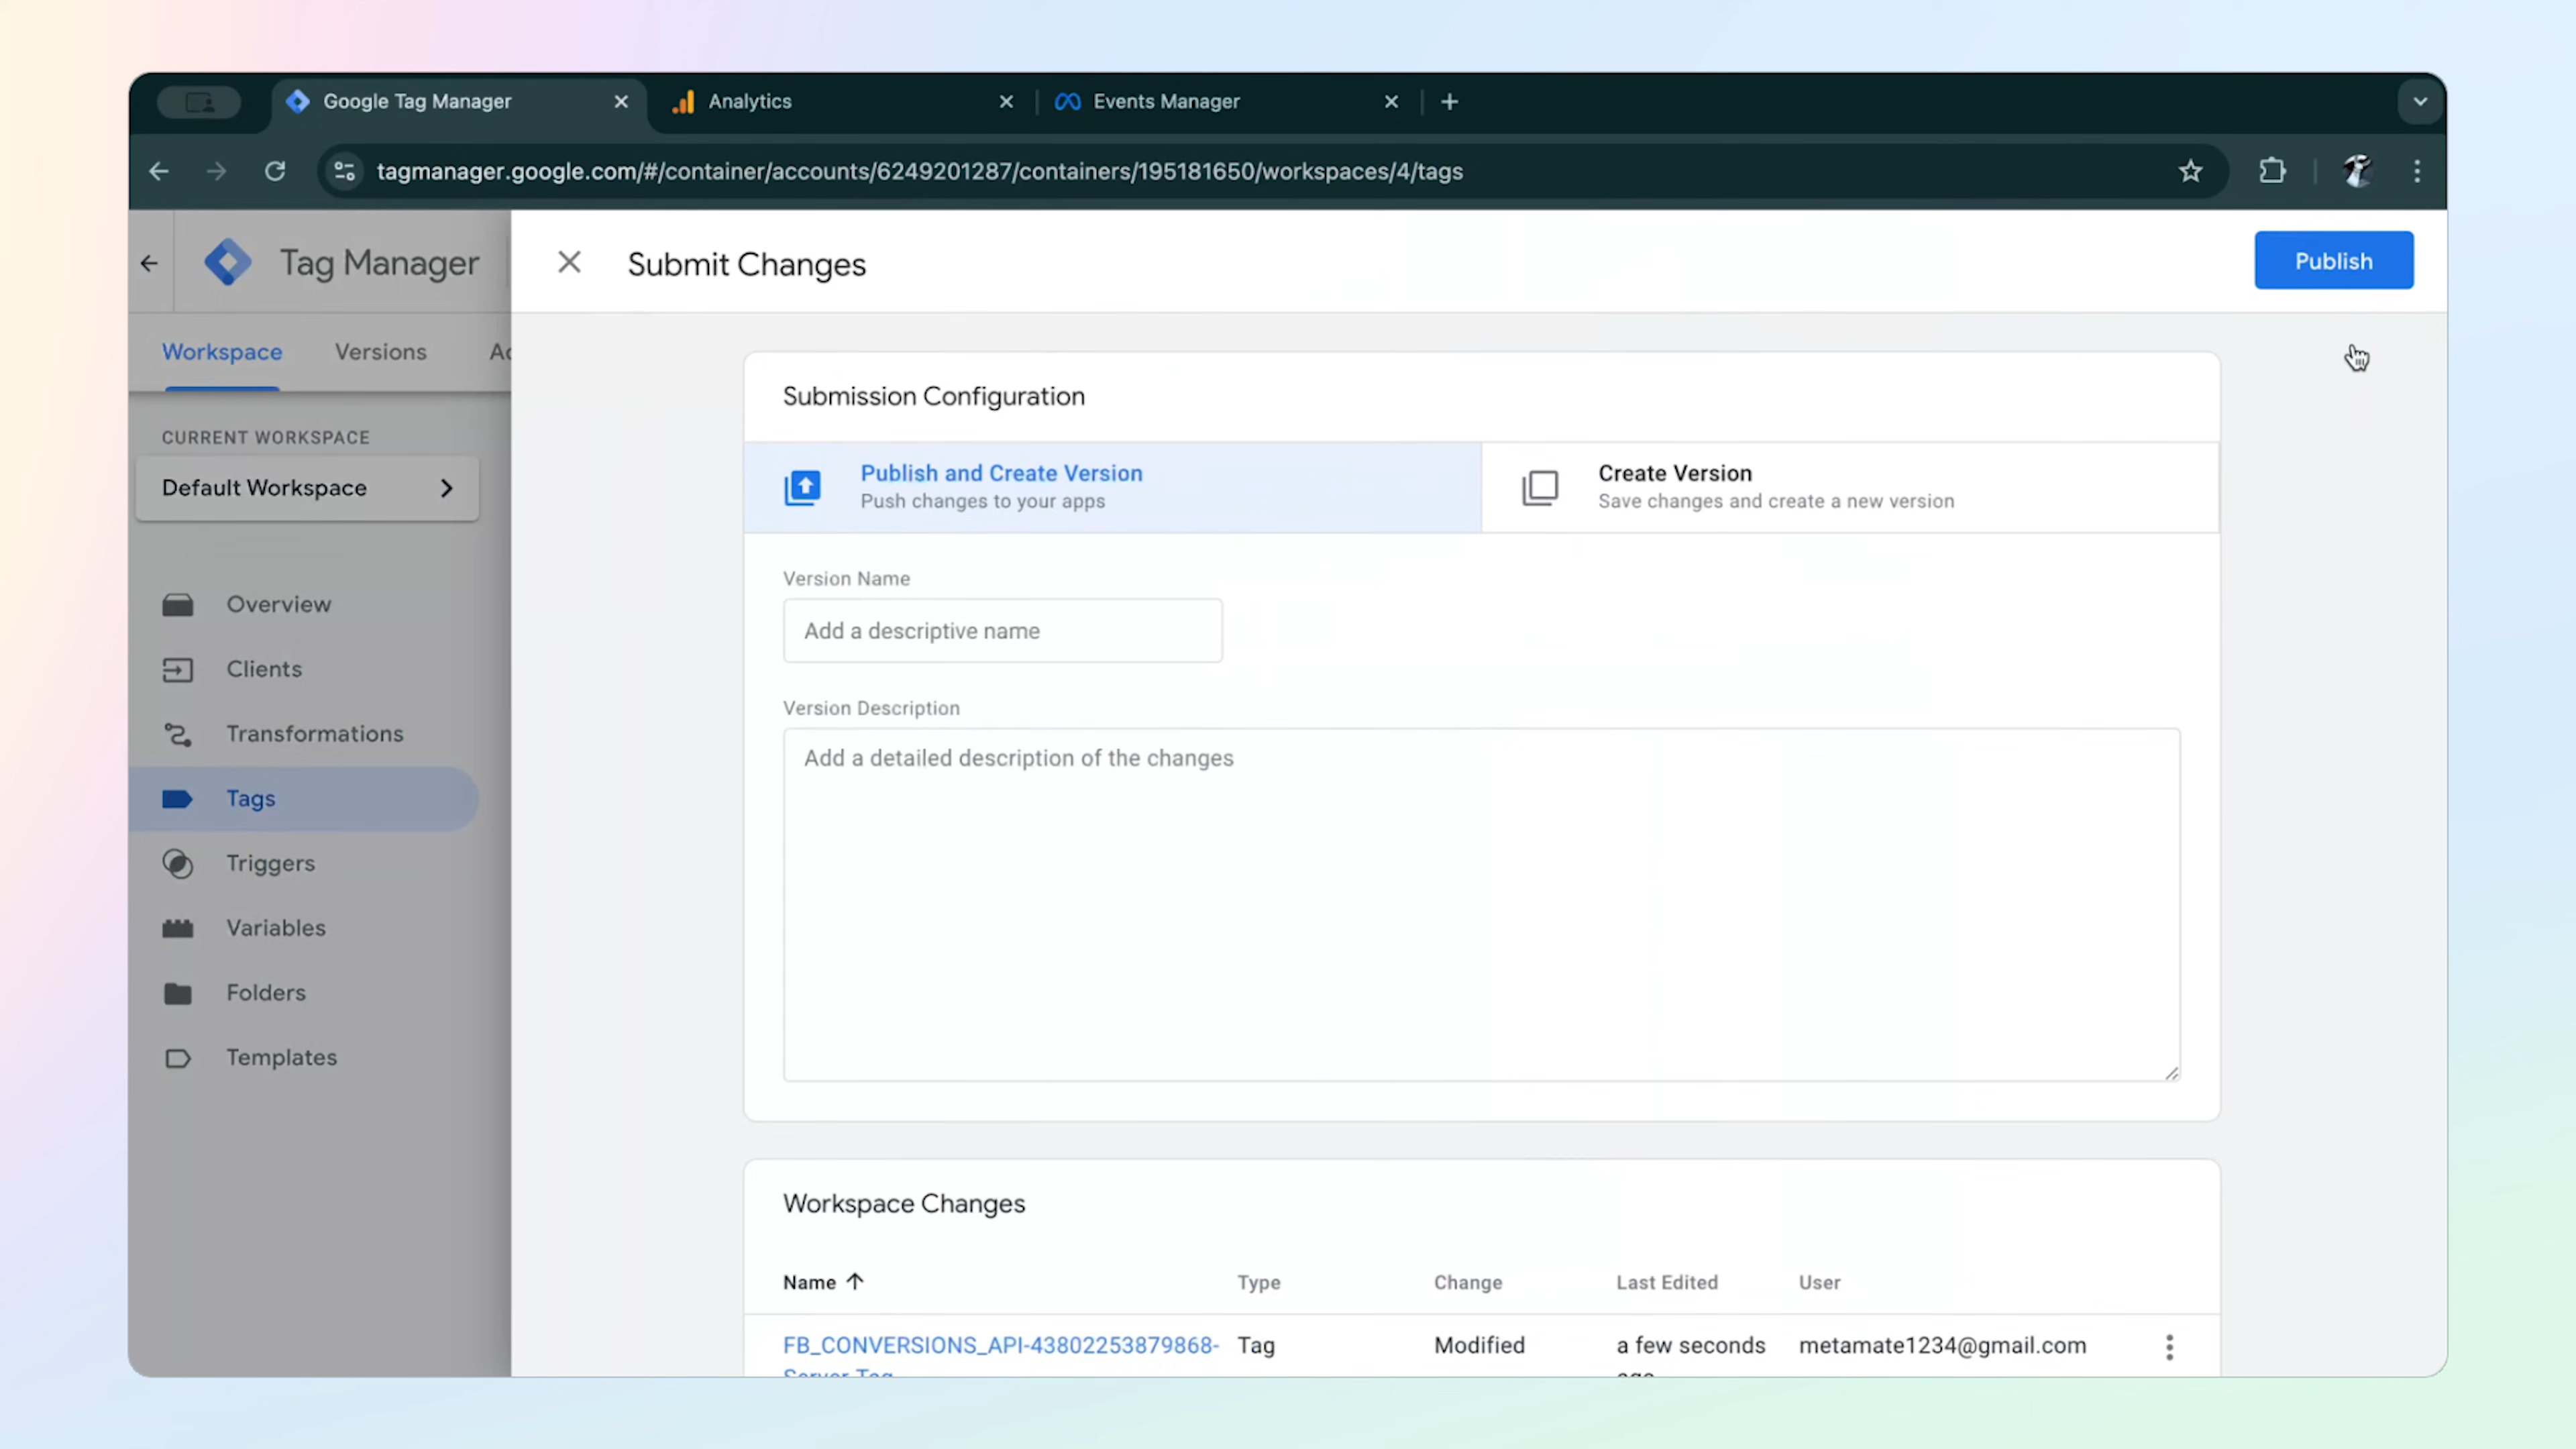 Google Tag Manager
Analytics
Events Manager
tagmanager.google.com/#/container/accounts/6249201287/containers/195181650/workspaces/4/tags
Tag Manager
Submit Changes
Publish
Workspace
Versions
Ad
CURRENT WORKSPACE
Default Workspace
Overview
Clients
Transformations
Tags
Triggers
Variables
Folders
Templates
Submission Configuration
Publish and Create Version
Push changes to your apps
Create Version
Save changes and create a new version
Version Name
Add a descriptive name
Version Description
Add a detailed description of the changes
Workspace Changes
Name Type Change Last Edited User
FB_CONVERSIONS_API-43802253879868- Tag Modified a few seconds metamate1234@gmail.com
Server-Tag ago